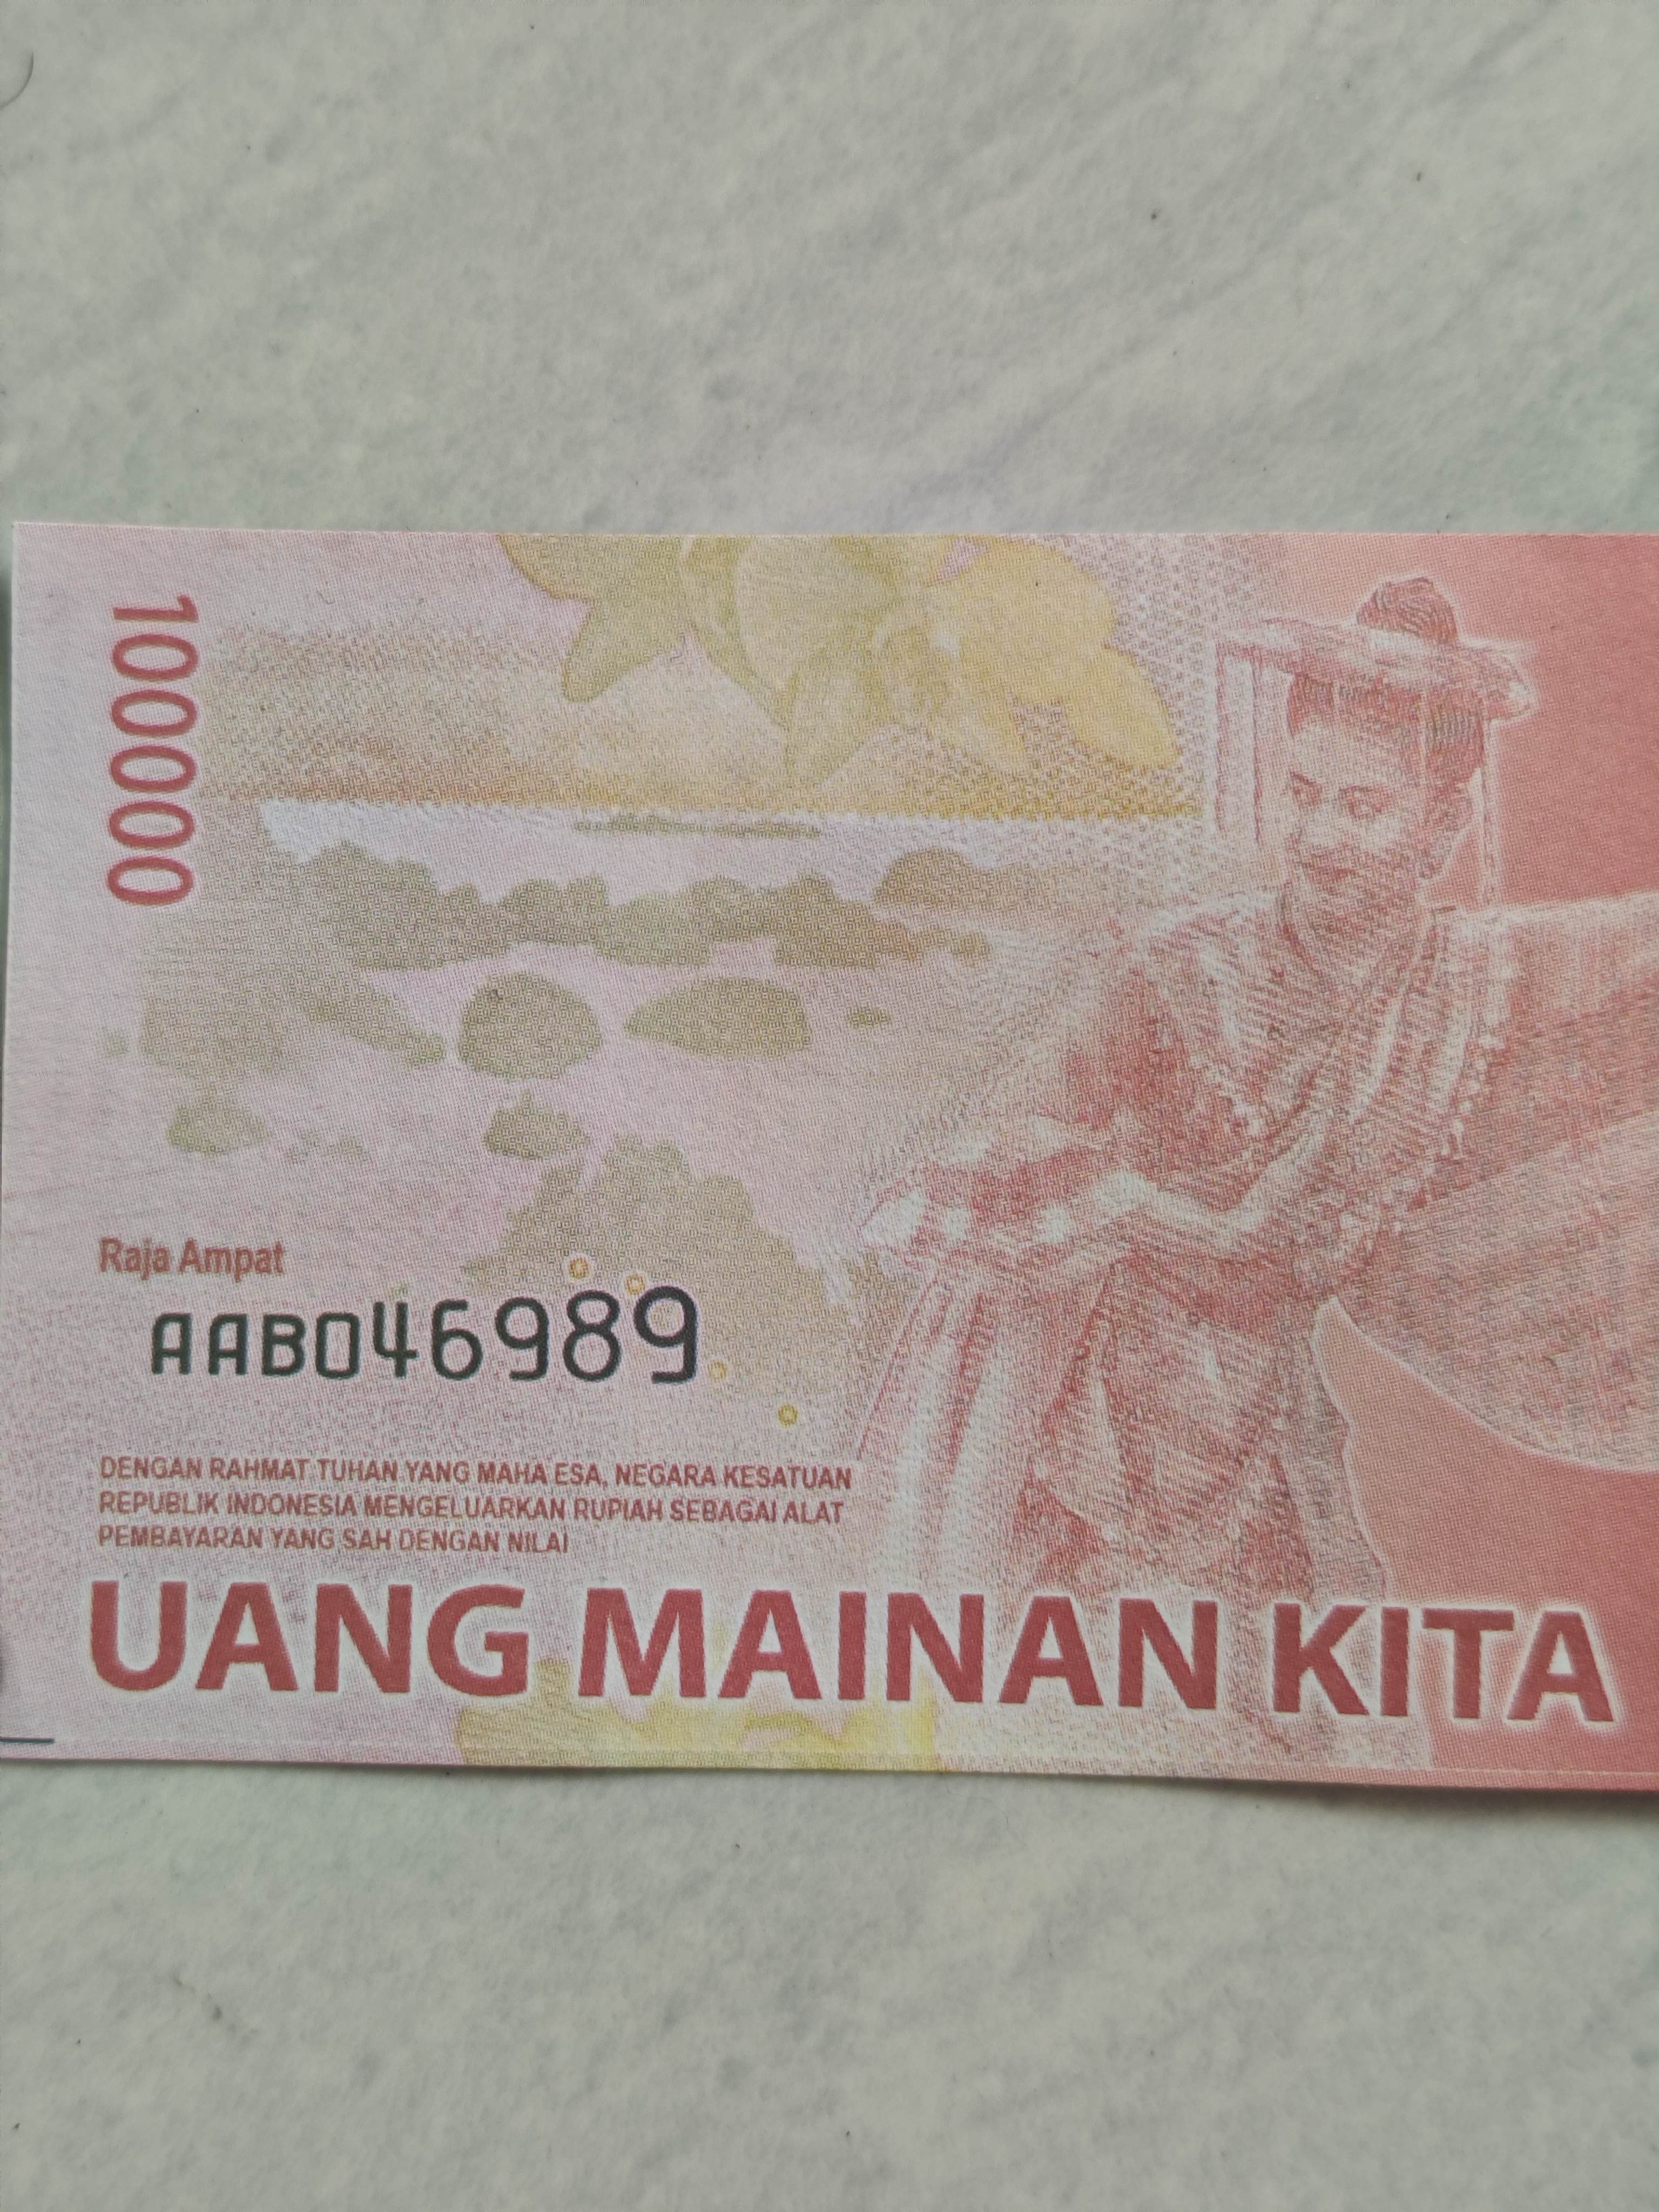 100000
Raja Ampat
AAB046989
DENGAN RAHMAT TUHAN YANG MAHA ESA, NEGARA KESATUAN
REPUBLIK INDONESIA MENGELUARKAN RUPIAH SEBAGAI ALAT
PEMBAYARAN YANG SAH DENGAN NILAI
UANG MAINAN KITA